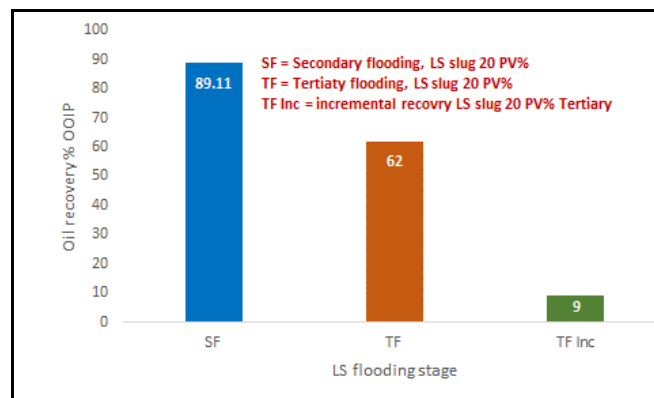 100
90
80
70
60
50
40
30
20
10
0
Oil recovery% OOIP
SF = Secondary flooding, LS slug 20 PV%
TF = Tertiaty flooding, LS slug 20 PV%
TF Inc = incremental recovry LS slug 20 PV% Tertiary
89.11
62
9
SF
TF
TF Inc
LS flooding stage